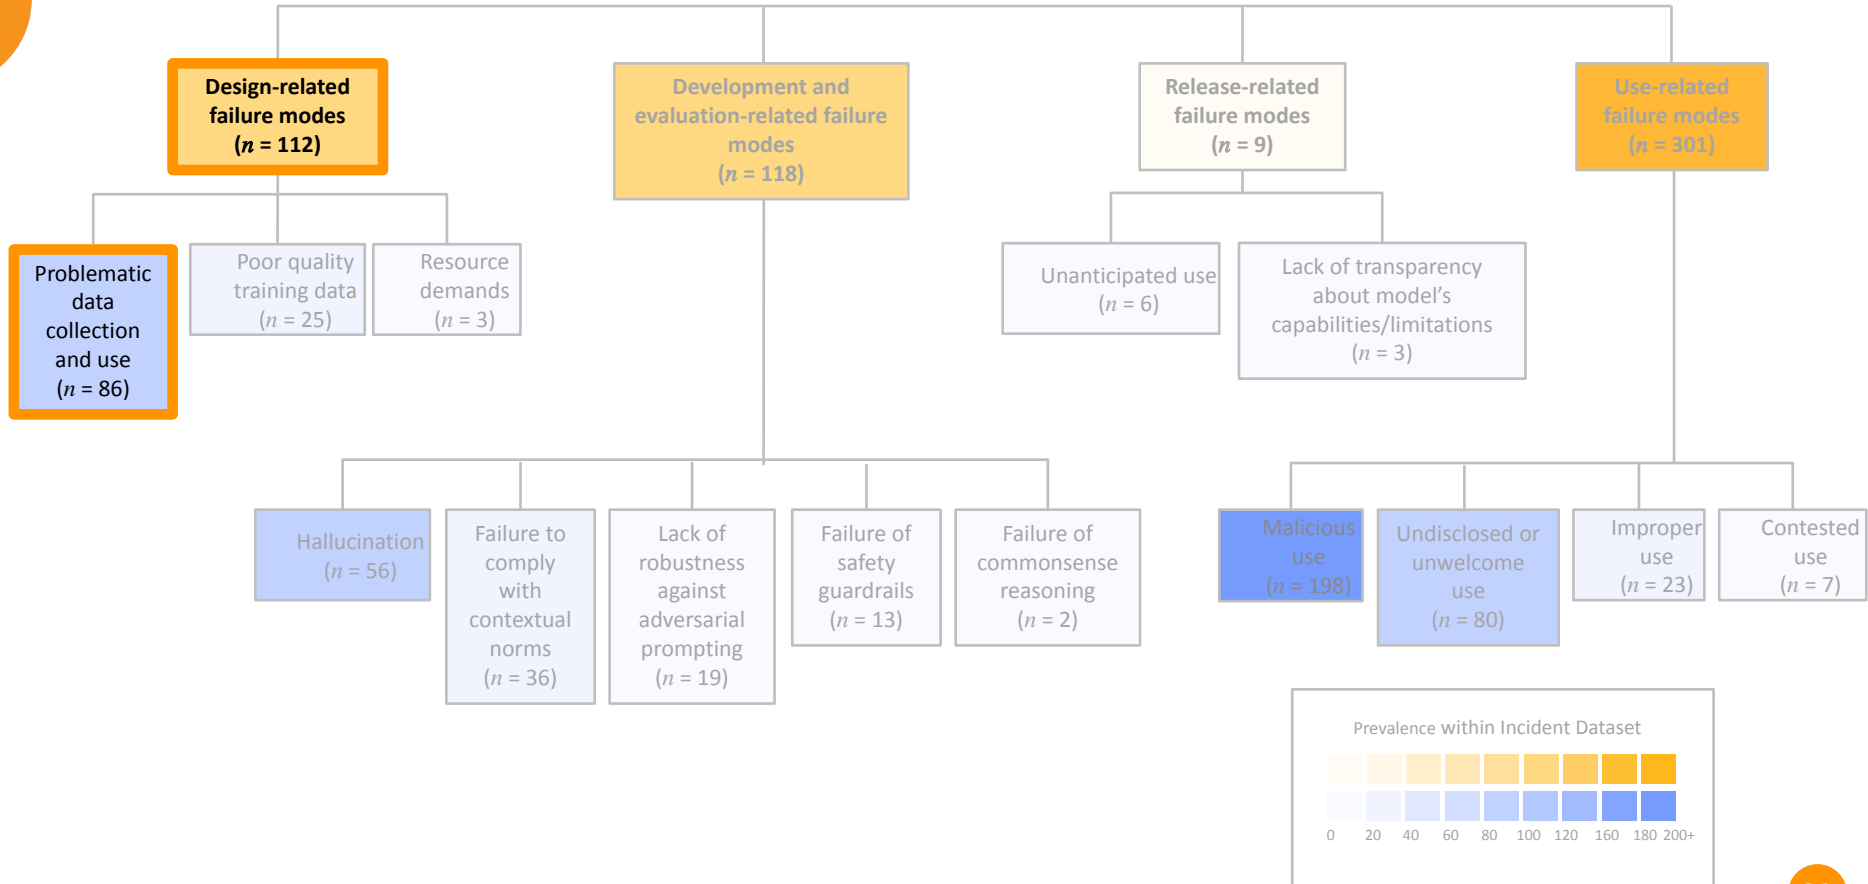 Design-related
failure modes
(n = 112)
Development and
evaluation-related failure
modes
(n = 118)
Release-related
failure modes
(n = 9)
Use-related
failure modes
(n = 301)
Problematic
data
collection
and use
(n = 86)
Poor quality
training data
(n = 25)
Resource
demands
(n = 3)
Unanticipated use
(n = 6)
Lack of transparency
about model’s
capabilities/limitations
(n = 3)
Hallucination
(n = 56)
Failure to
comply
with
contextual
norms
(n = 36)
Lack of
robustness
against
adversarial
prompting
(n = 19)
Failure of
safety
guardrails
(n = 13)
Failure of
commonsense
reasoning
(n = 2)
Malicious
use
(n = 198)
Undisclosed or
unwelcome
use
(n = 80)
Improper
use
(n = 23)
Contested
use
(n = 7)
Prevalence within Incident Dataset
0 20 40 60 80 100 120 160 180 200+